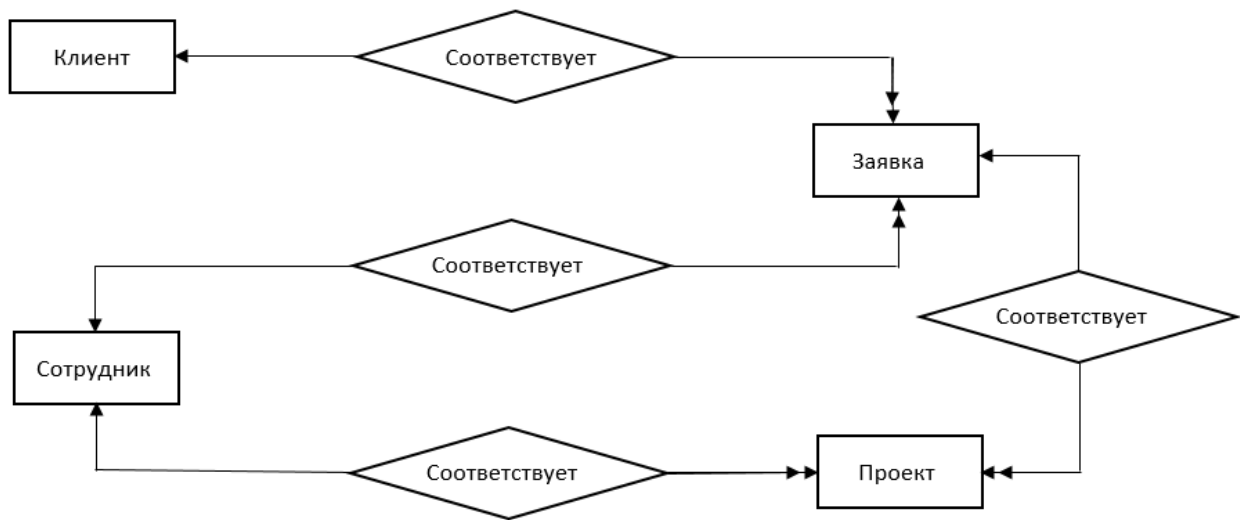 Клиент
Соответствует
Заявка
Соответствует
Соответствует
Сотрудник
Соответствует
Проект